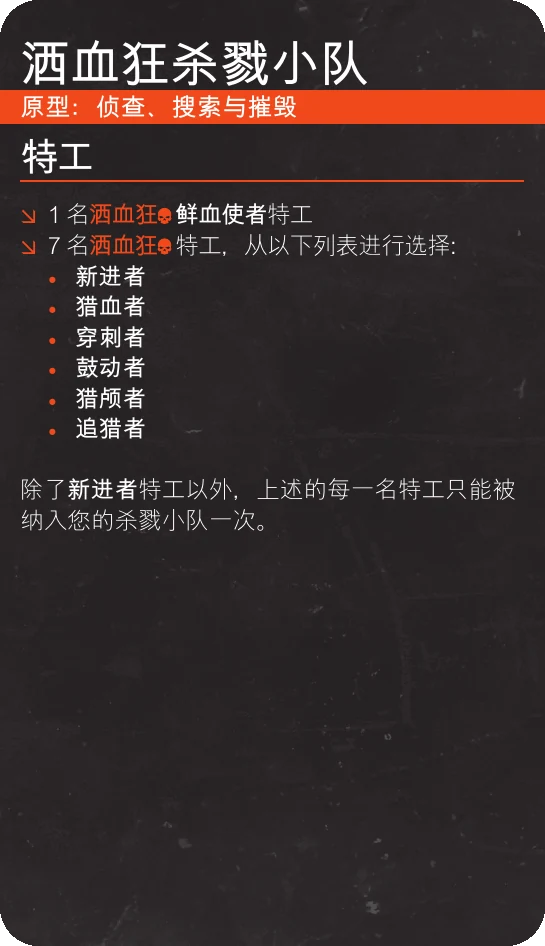 洒血狂杀戮小队
原型：侦查、搜索与摧毁
特工
1 名洒血狂鲜血使者特工
7 名洒血狂特工，从以下列表进行选择：
• 新进者
• 猎血者
• 穿刺者
• 鼓动者
• 猎颅者
• 追猎者
除了新进者特工以外，上述的每一名特工只能被
纳入您的杀戮小队一次。